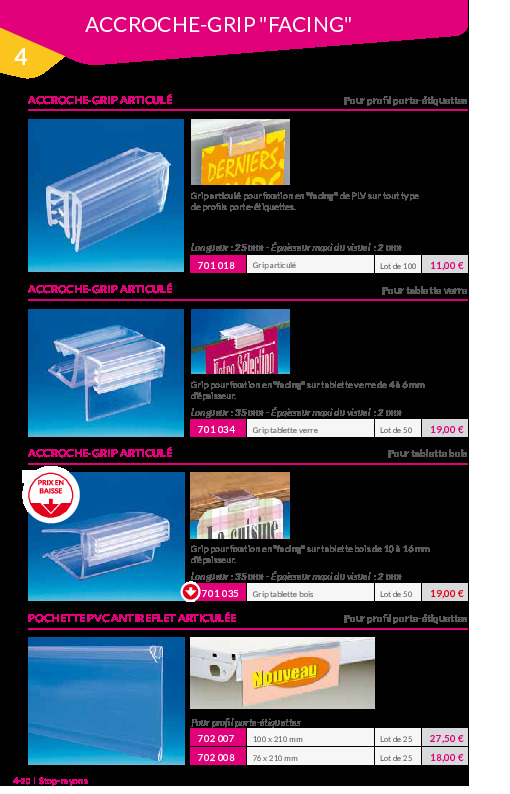 ACCROCHE-GRIP "FACING"
4
ACCROCHE-GRIP ARTICULÉ
Pour profil porte-étiquettes
DERNIERS
Grip articulé pour fixation en "facing" de PLV sur tout type
de profils porte-étiquettes.
Longueur : 25 mm - Épaisseur maxi du visuel : 2 mm
701 018 Grip articulé Lot de 100 11,00 €
ACCROCHE-GRIP ARTICULÉ
Pour tablette verre
Notre Sélection
Grip pour fixation en "facing" sur tablette verre de 4 à 6 mm
d'épaisseur.
Longueur : 35 mm - Épaisseur maxi du visuel : 2 mm
701 034 Grip tablette verre Lot de 50 19,00 €
ACCROCHE-GRIP ARTICULÉ
Pour tablette bois
PRIX EN
BAISSE
La cuisine
Grip pour fixation en "facing" sur tablette bois de 10 à 16 mm
d'épaisseur.
Longueur : 35 mm - Épaisseur maxi du visuel : 2 mm
701 035 Grip tablette bois Lot de 50 19,00 €
POCHETTE PVC ANTIREFLET ARTICULÉE
Pour profil porte-étiquettes
Nouveau
Pour profil porte-étiquettes
702 007 100 x 210 mm Lot de 25 27,50 €
702 008 76 x 210 mm Lot de 25 18,00 €
4-20 | Stop-rayons